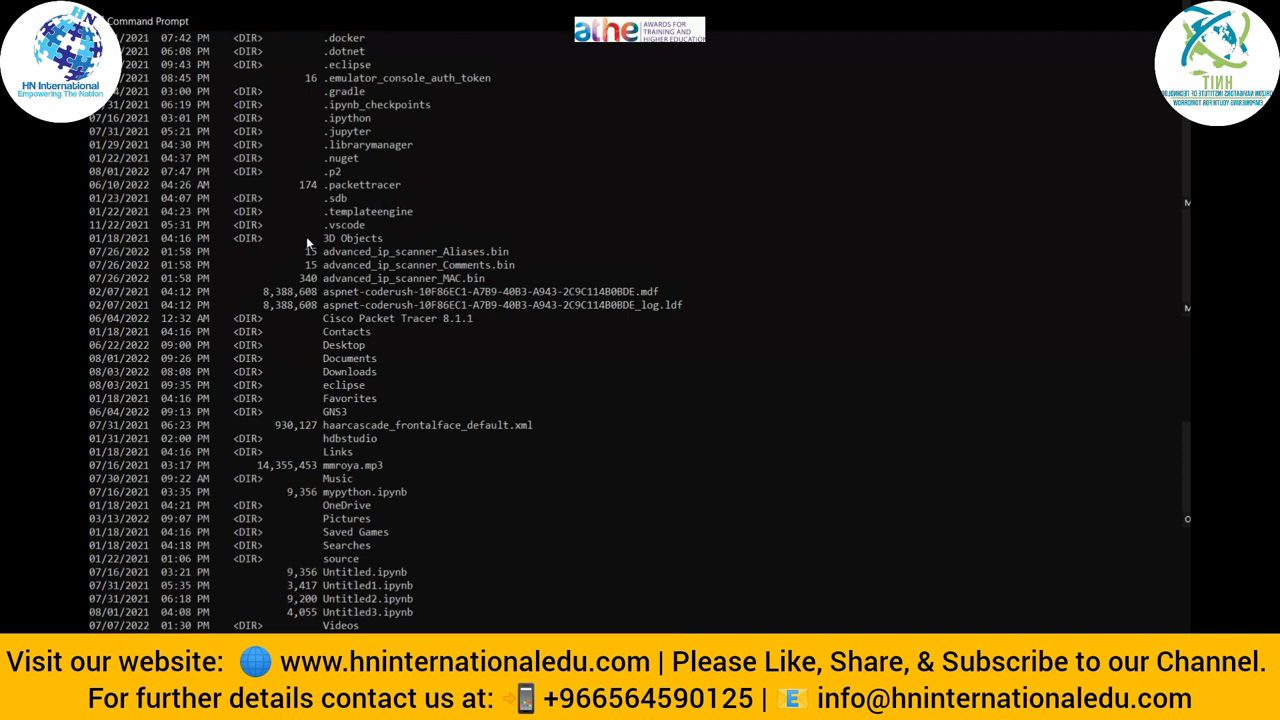 Command Prompt
HN International
Empowering The Nation
athe AWARDS FOR TRAINING AND HIGHER EDUCATION
HNIT
/2021 07:42 PM <DIR> .docker
/2021 06:08 PM <DIR> .dotnet
/2021 09:43 PM <DIR> .eclipse
/2021 08:45 PM 16 .emulator_console_auth_token
/2021 03:00 PM <DIR> .gradle
/31/2021 06:19 PM <DIR> .ipynb_checkpoints
07/16/2021 03:01 PM <DIR> .ipython
07/31/2021 05:21 PM <DIR> .jupyter
01/29/2021 04:30 PM <DIR> .librarymanager
01/22/2021 04:37 PM <DIR> .nuget
08/01/2022 07:47 PM <DIR> .p2
06/10/2022 04:26 AM 174 .packettracer
01/23/2021 04:07 PM <DIR> .sdb
01/22/2021 04:23 PM <DIR> .templateengine
11/22/2021 05:31 PM <DIR> .vscode
01/18/2021 04:16 PM <DIR> 3D Objects
07/26/2022 01:58 PM 15 advanced_ip_scanner_Aliases.bin
07/26/2022 01:58 PM 15 advanced_ip_scanner_Comments.bin
07/26/2022 01:58 PM 340 advanced_ip_scanner_MAC.bin
02/07/2021 04:12 PM 8,388,608 aspnet-coderush-10F86EC1-A7B9-40B3-A943-2C9C114B0BDE.mdf
02/07/2021 04:12 PM 8,388,608 aspnet-coderush-10F86EC1-A7B9-40B3-A943-2C9C114B0BDE_log.ldf
06/04/2022 12:32 AM <DIR> Cisco Packet Tracer 8.1.1
01/18/2021 04:16 PM <DIR> Contacts
06/22/2022 09:00 PM <DIR> Desktop
08/01/2022 09:26 PM <DIR> Documents
08/03/2022 08:08 PM <DIR> Downloads
08/03/2022 09:35 PM <DIR> eclipse
01/18/2021 04:16 PM <DIR> Favorites
06/04/2022 09:13 PM <DIR> GNS3
07/31/2021 06:23 PM 930,127 haarcascade_frontalface_default.xml
01/31/2021 02:00 PM <DIR> hdbstudio
01/18/2021 04:16 PM <DIR> Links
07/16/2021 03:17 PM 14,355,453 mmroya.mp3
07/30/2021 09:22 AM <DIR> Music
07/16/2021 03:35 PM 9,356 mypython.ipynb
01/18/2021 04:21 PM <DIR> OneDrive
03/13/2022 09:07 PM <DIR> Pictures
01/18/2021 04:16 PM <DIR> Saved Games
01/18/2021 04:18 PM <DIR> Searches
01/22/2021 01:06 PM <DIR> source
07/16/2021 03:21 PM 9,356 Untitled.ipynb
07/31/2021 05:35 PM 3,417 Untitled1.ipynb
07/31/2021 06:18 PM 9,200 Untitled2.ipynb
08/01/2021 04:08 PM 4,055 Untitled3.ipynb
07/07/2022 01:30 PM <DIR> Videos
Visit our website: www.hninternationaledu.com | Please Like, Share, & Subscribe to our Channel.
For further details contact us at: +966564590125 | info@hninternationaledu.com